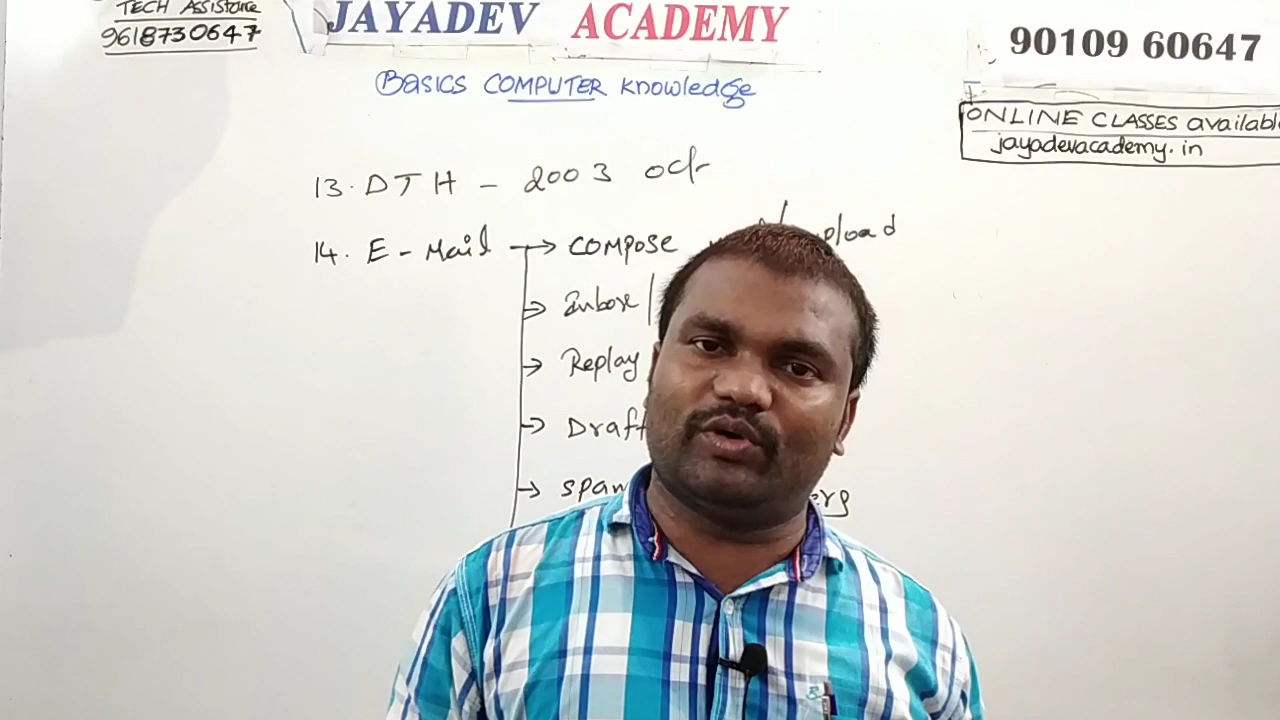 TECH Assistance
9618730647
JAYADEV ACADEMY
90109 60647
Basics COMPUTER Knowledge
ONLINE CLASSES availabl
jayadevacademy.in
13. DTH - 2003 oct
14. E-Mail → COMPOSE
→ Inbox |
→ Replay
→ Draft
→ spam